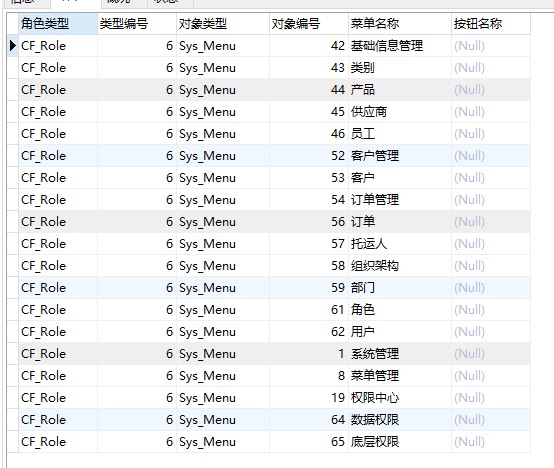 角色类型 类型编号 对象类型 对象编号 菜单名称 按钮名称
CF_Role 6 Sys_Menu 42 基础信息管理 (Null)
CF_Role 6 Sys_Menu 43 类别 (Null)
CF_Role 6 Sys_Menu 44 产品 (Null)
CF_Role 6 Sys_Menu 45 供应商 (Null)
CF_Role 6 Sys_Menu 46 员工 (Null)
CF_Role 6 Sys_Menu 52 客户管理 (Null)
CF_Role 6 Sys_Menu 53 客户 (Null)
CF_Role 6 Sys_Menu 54 订单管理 (Null)
CF_Role 6 Sys_Menu 56 订单 (Null)
CF_Role 6 Sys_Menu 57 托运人 (Null)
CF_Role 6 Sys_Menu 58 组织架构 (Null)
CF_Role 6 Sys_Menu 59 部门 (Null)
CF_Role 6 Sys_Menu 61 角色 (Null)
CF_Role 6 Sys_Menu 62 用户 (Null)
CF_Role 6 Sys_Menu 1 系统管理 (Null)
CF_Role 6 Sys_Menu 8 菜单管理 (Null)
CF_Role 6 Sys_Menu 19 权限中心 (Null)
CF_Role 6 Sys_Menu 64 数据权限 (Null)
CF_Role 6 Sys_Menu 65 底层权限 (Null)